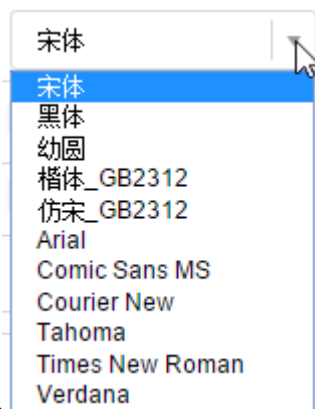 宋体
宋体
黑体
幼圆
楷体_GB2312
仿宋_GB2312
Arial
Comic Sans MS
Courier New
Tahoma
Times New Roman
Verdana